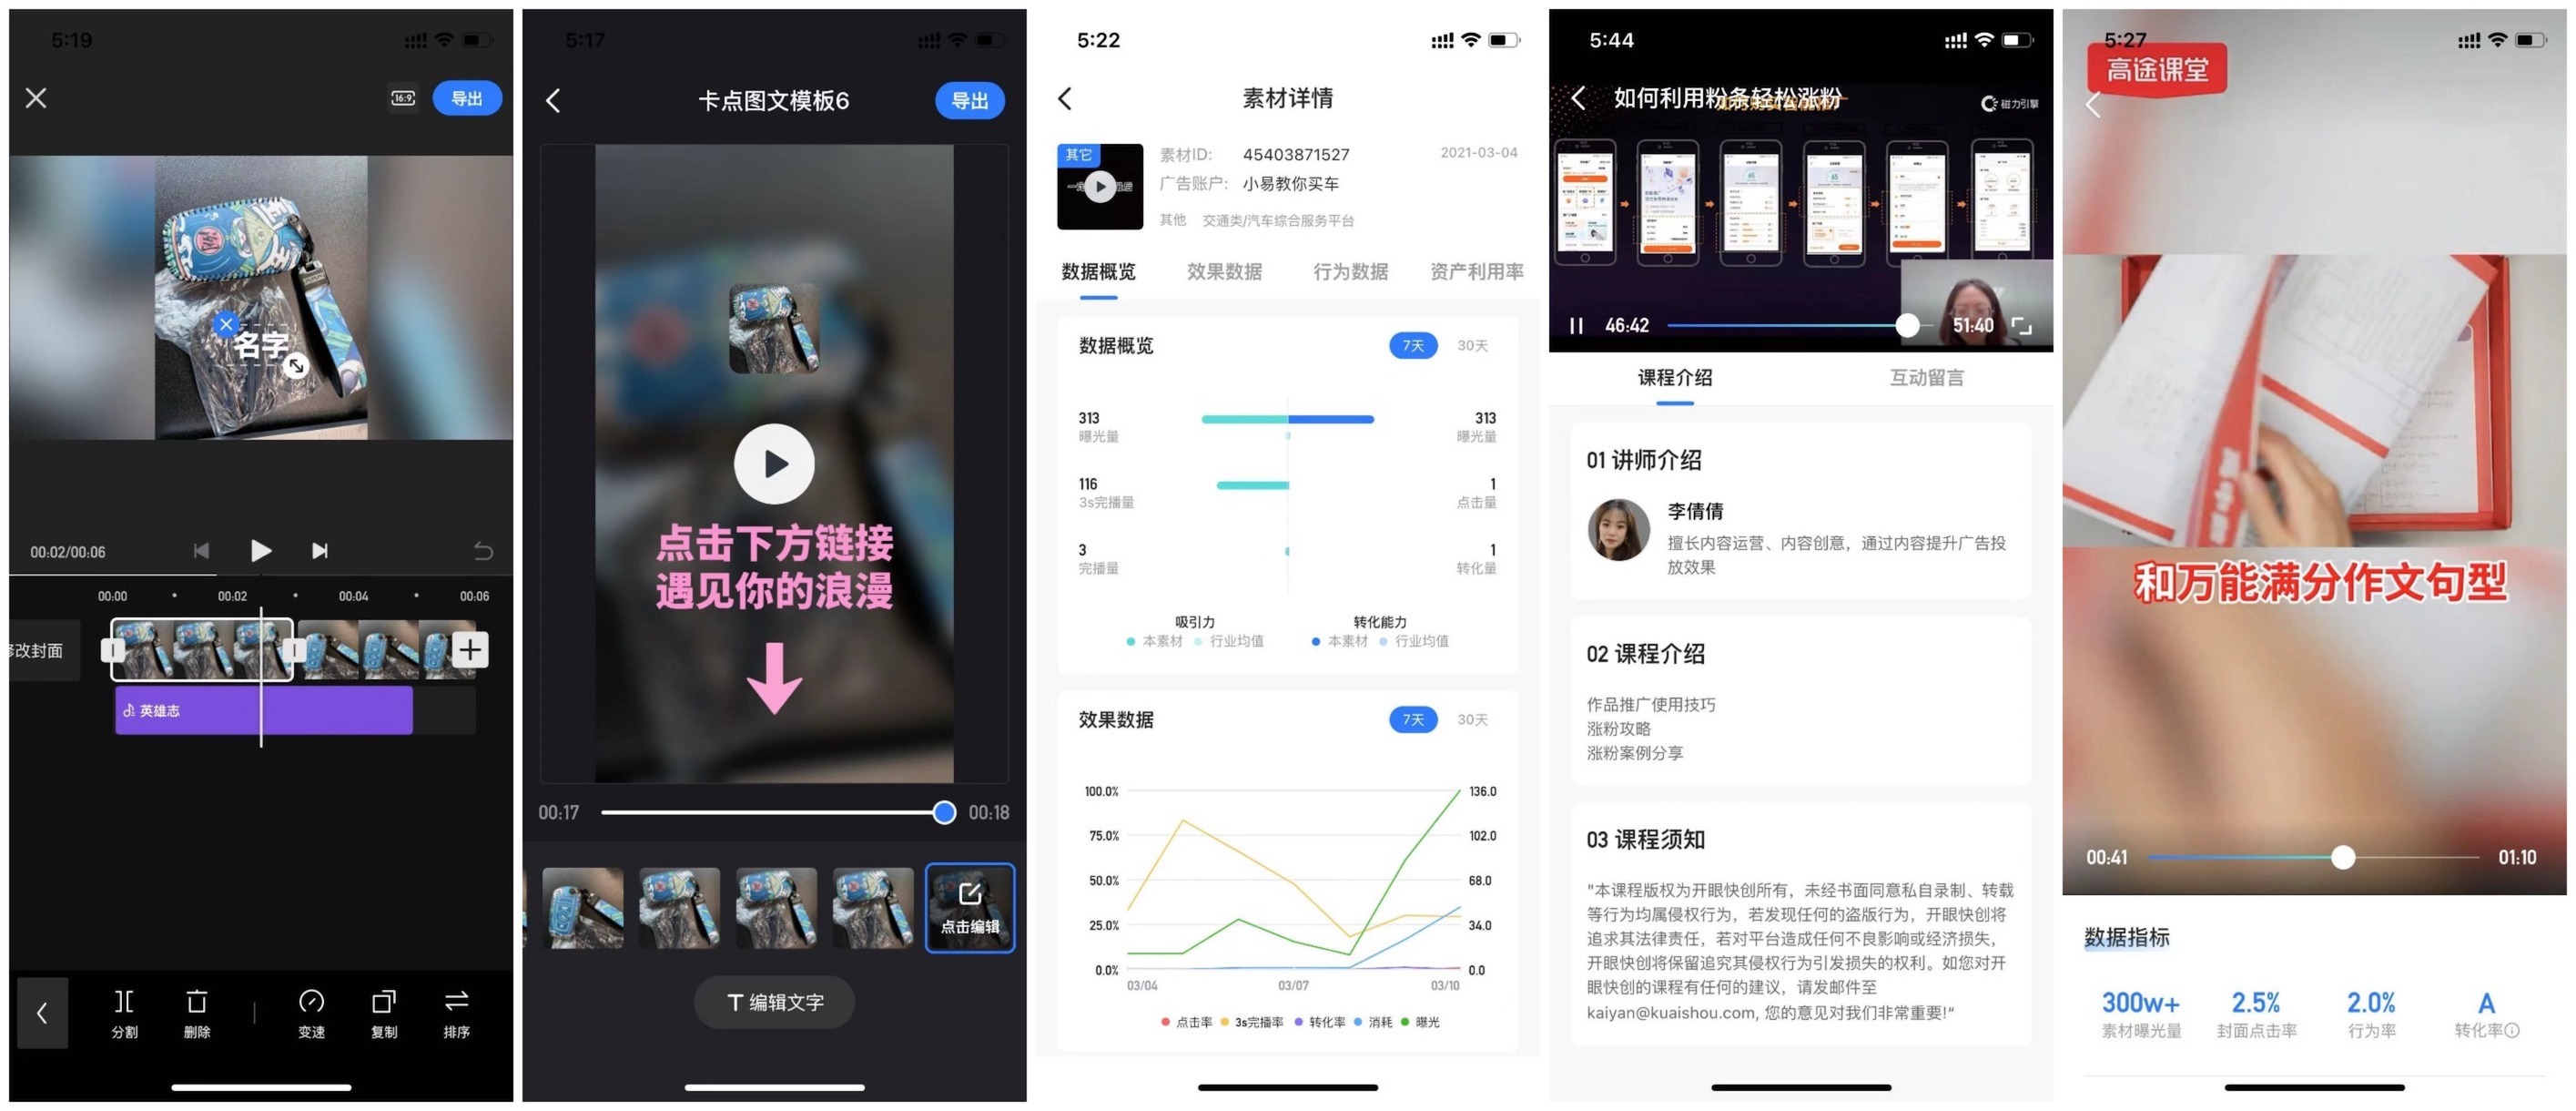 5:19
16:9
导出
名字
00:02/00:06
00:00
00:02
00:04
00:06
修改封面
英雄志
分割
删除
变速
复制
排序
5:17
卡点图文模板6
导出
点击下方链接
遇见你的浪漫
00:17
00:18
点击编辑
T 编辑文字
5:22
素材详情
其它
素材ID: 45403871527
2021-03-04
广告账户: 小易教你买车
其他 交通类/汽车综合服务平台
数据概览 效果数据 行为数据 资产利用率
数据概览
7天 30天
313
曝光量
313
曝光量
116
3s完播量
1
点击量
3
完播量
1
转化量
吸引力 转化能力
本素材 行业均值 本素材 行业均值
效果数据
7天 30天
100.0% 136.0
75.0% 102.0
50.0% 68.0
25.0% 34.0
0.0% 0.0
03/04 03/07 03/10
点击率 3s完播率 转化率 消耗 曝光
5:44
如何利用粉条轻松涨粉
磁力引擎
46:42
51:40
课程介绍 互动留言
01 讲师介绍
李倩倩
擅长内容运营、内容创意，通过内容提升广告投
放效果
02 课程介绍
作品推广使用技巧
涨粉攻略
涨粉案例分享
03 课程须知
"本课程版权为开眼快创所有，未经书面同意私自录制、转载
等行为均属侵权行为，若发现任何的盗版行为，开眼快创将
追求其法律责任，若对平台造成任何不良影响或经济损失，
开眼快创将保留追究其侵权行为引发损失的权利。如您对开
眼快创的课程有任何的建议，请发邮件至
kaiyan@kuaishou.com, 您的意见对我们非常重要!“
5:27
高途课堂
和万能满分作文句型
00:41
01:10
数据指标
300w+ 2.5% 2.0% A
素材曝光量 封面点击率 行为率 转化率